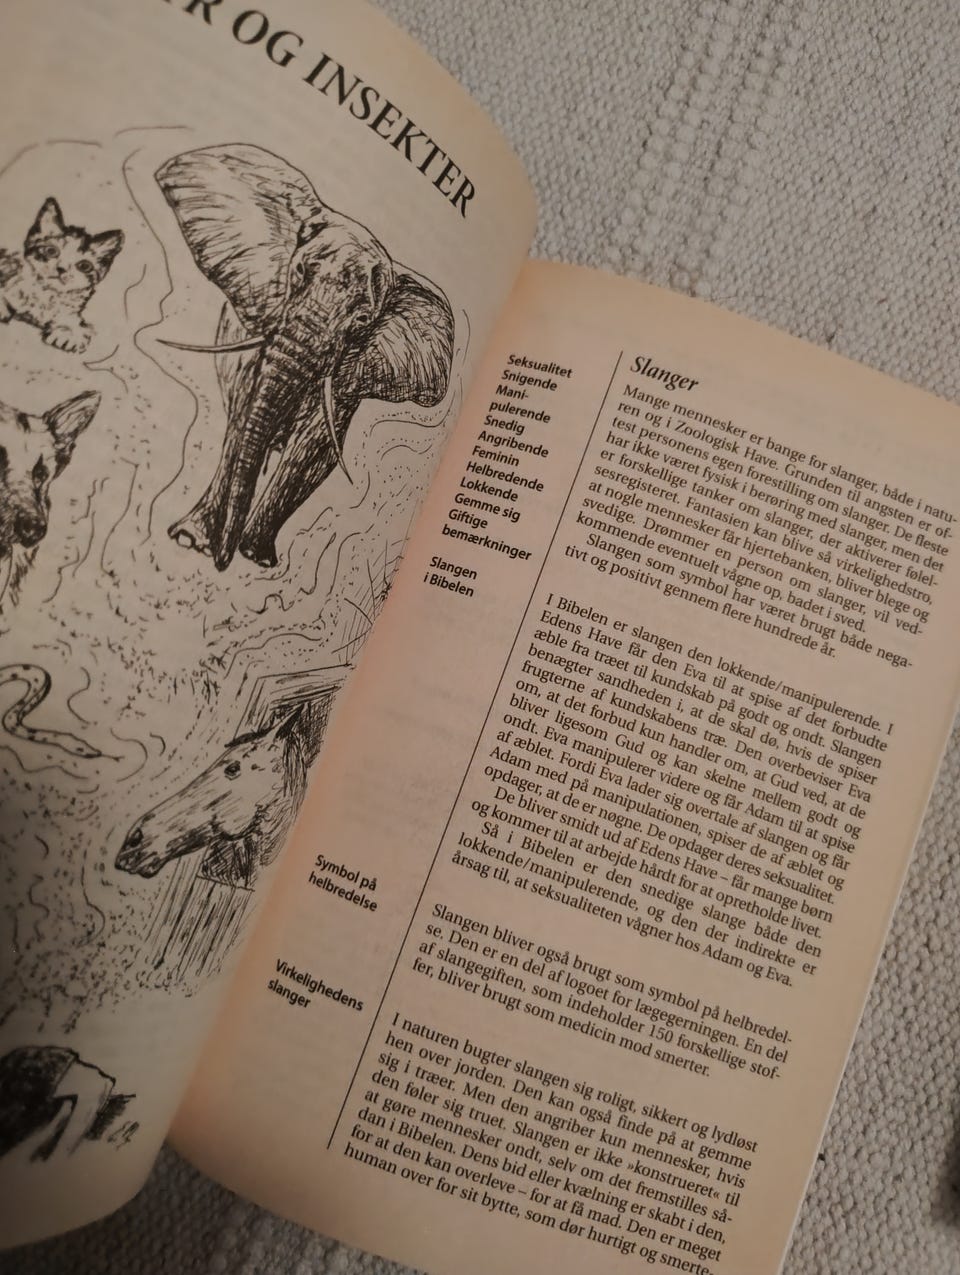 OG INSEKTER
Seksualitet
Snigende
Mani-
pulerende
Snedig
Angribende
Feminin
Helbredende
Lokkende
Gemme sig
Giftige
bemærkninger
Slangen
i Bibelen
Symbol på
helbredelse
Virkelighedens
slanger
Slanger
Mange mennesker er bange for slanger, både i natu-
ren og i Zoologisk Have. Grunden til angsten er of-
test personens egen forestilling om slanger. De fleste
har ikke været fysisk i berøring med slanger, men det
er forskellige tanker om slanger, der aktiverer følel-
sesregisteret. Fantasien kan blive så virkelighedstro,
at nogle mennesker får hjertebanken, bliver blege og
svedige. Drømmer en person om slanger, vil ved-
kommende eventuelt vågne op, badet i sved.
Slangen som symbol har været brugt både nega-
tivt og positivt gennem flere hundrede år.
I Bibelen er slangen den lokkende/manipulerende. I
Edens Have får den Eva til at spise af det forbudte
æble fra træet til kundskab på godt og ondt. Slangen
benægter sandheden i, at de skal dø, hvis de spiser
frugterne af kundskabens træ. Den overbeviser Eva
om, at det forbud kun handler om, at Gud ved, at de
bliver ligesom Gud og kan skelne mellem godt og
ondt. Eva manipulerer videre og får Adam til at spise
af æblet. Fordi Eva lader sig overtale af slangen og får
Adam med på manipulationen, spiser de af æblet og
opdager, at de er nøgne. De opdager deres seksualitet.
De bliver smidt ud af Edens Have – får mange børn
og kommer til at arbejde hårdt for at opretholde livet.
Så i Bibelen er den snedige slange både den
lokkende/manipulerende, og den der indirekte er
årsag til, at seksualiteten vågner hos Adam og Eva.
Slangen bliver også brugt som symbol på helbredel-
se. Den er en del af logoet for lægegerningen. En del
af slangegiften, som indeholder 150 forskellige stof-
fer, bliver brugt som medicin mod smerter.
I naturen bugter slangen sig roligt, sikkert og lydløst
hen over jorden. Den kan også finde på at gemme
sig i træer. Men den angriber kun mennesker, hvis
den føler sig truet. Slangen er ikke »konstrueret« til
at gøre mennesker ondt, selv om det fremstilles så-
dan i Bibelen. Dens bid eller kvælning er skabt i den,
for at den kan overleve – for at få mad. Den er meget
human over for sit bytte, som dør hurtigt og smerte-